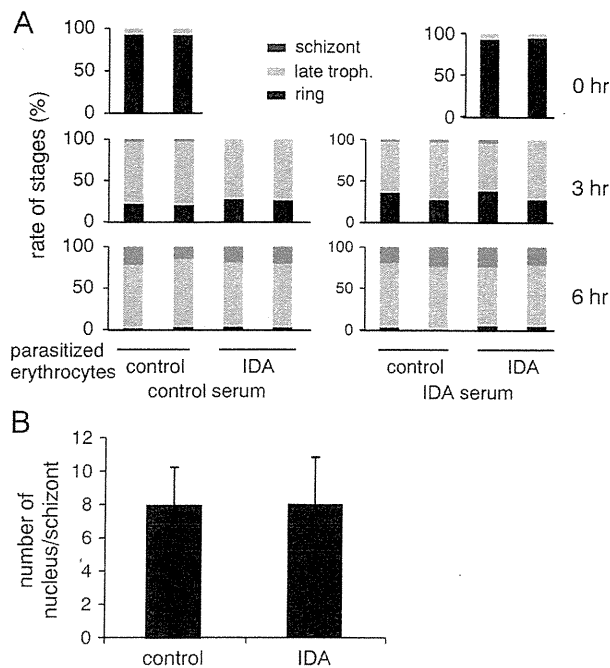 A
rate of stages (%)
100
50
0
100
50
0
schizont
late troph.
ring
0 hr
100
50
0
100
50
0
3 hr
100
50
0
100
50
0
6 hr
parasitized
erythrocytes
control
IDA
control
IDA
control serum
IDA serum
B
number of
nucleus/schizont
12
10
8
6
4
2
0
control
IDA